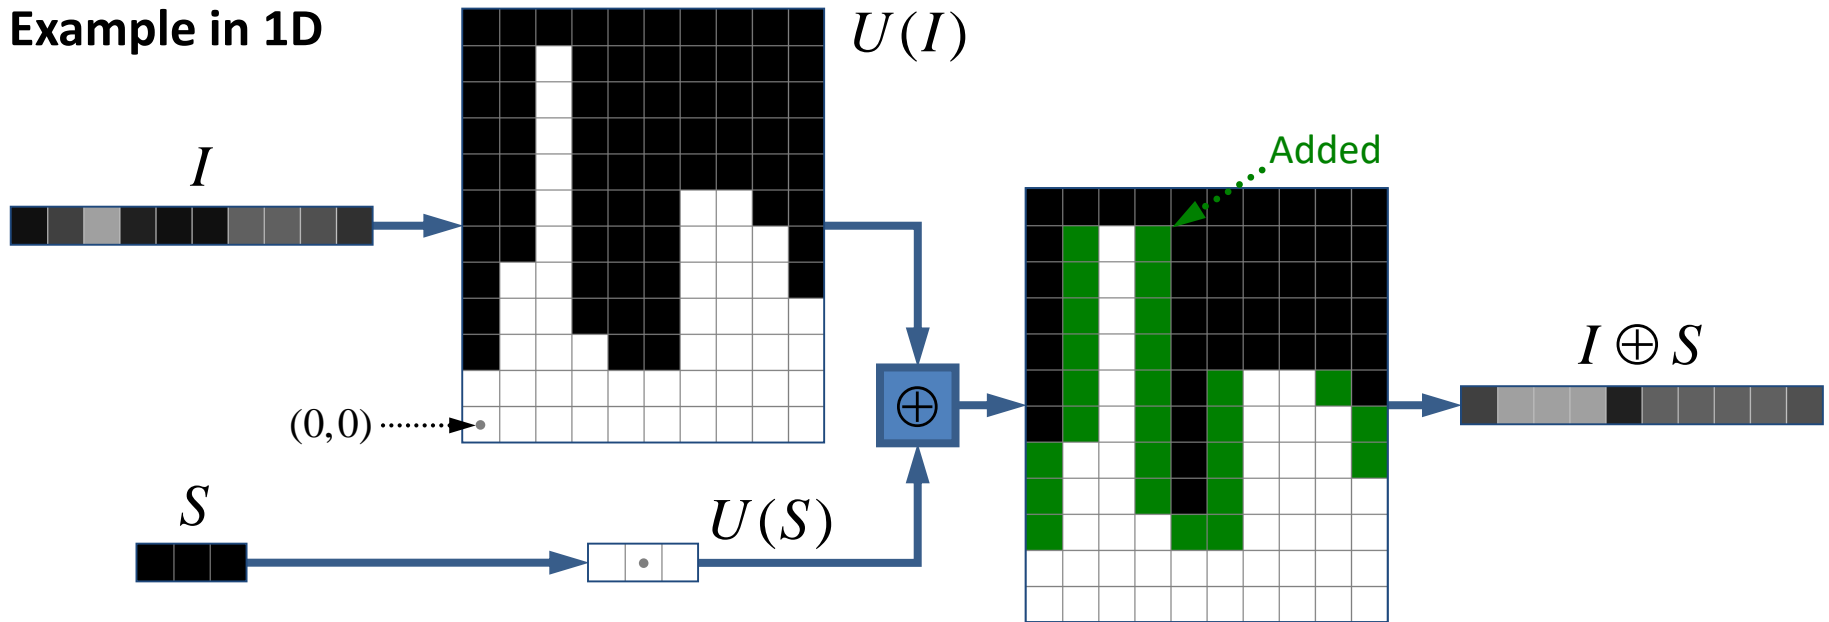 Example in 1D
U(I)
I
Added
I ⊕ S
(0,0)
⊕
S
U(S)